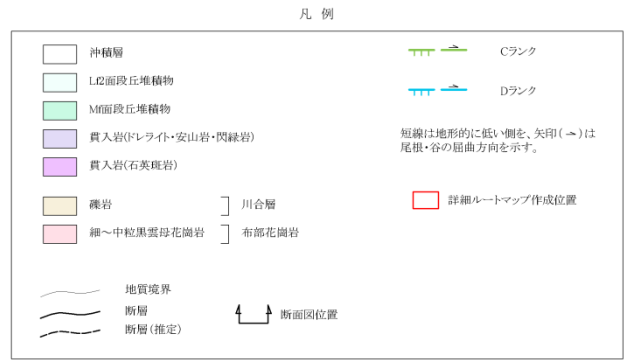 凡 例
沖積層
Lf2面段丘堆積物
Mf面段丘堆積物
貫入岩(ドレライト・安山岩・閃緑岩)
貫入岩(石英斑岩)
礫岩
川合層
細～中粒黒雲母花崗岩
布部花崗岩
地質境界
断層
断層(推定)
断面図位置
Cランク
Dランク
短線は地形的に低い側を、矢印(⇀)は
尾根・谷の屈曲方向を示す。
詳細ルートマップ作成位置